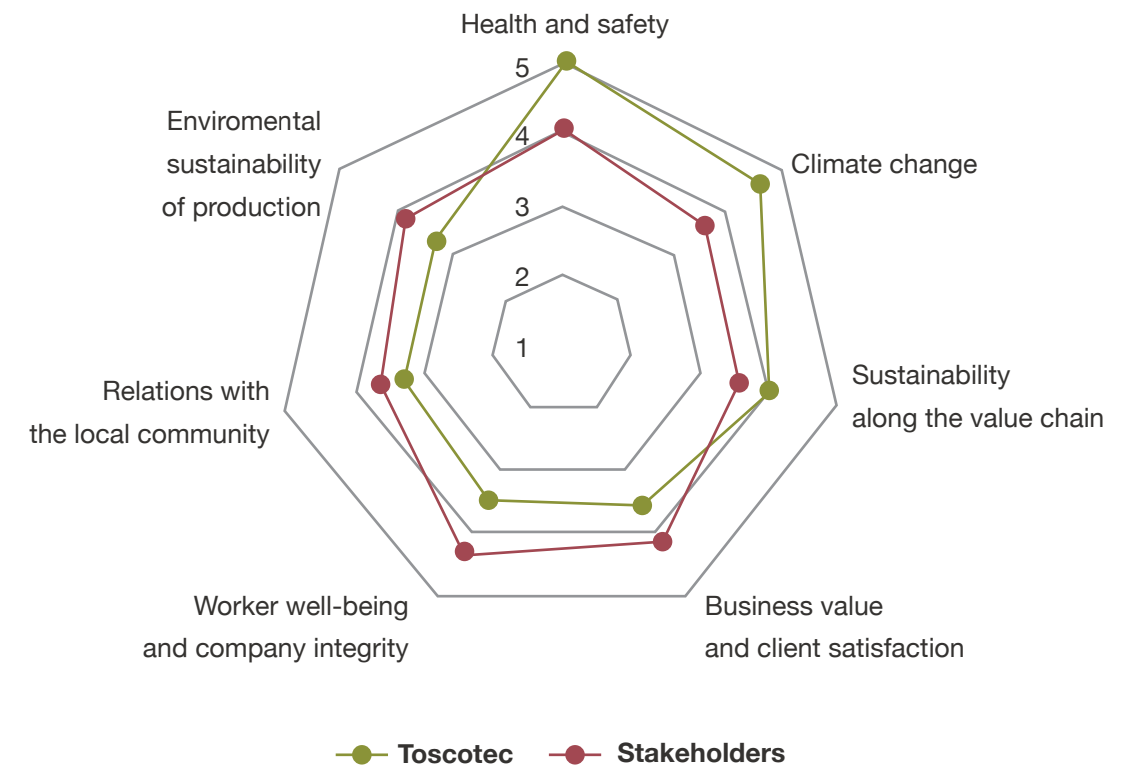 Health and safety
5
4
3
2
1
Enviromental
sustainability
of production
Climate change
Relations with
the local community
Sustainability
along the value chain
Worker well-being
and company integrity
Business value
and client satisfaction
Toscotec
Stakeholders